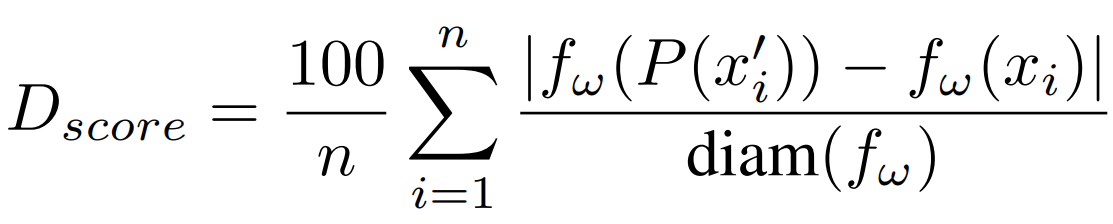 D_{score} = \frac{100}{n} \sum_{i=1}^{n} \frac{|f_{\omega}(P(x'_i)) - f_{\omega}(x_i)|}{\text{diam}(f_{\omega})}